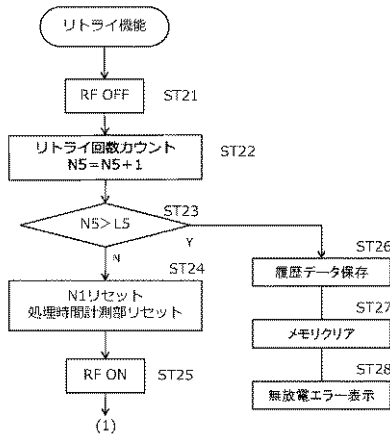 リトライ機能
RF OFF
ST21
リトライ回数カウント
N5=N5+1
ST22
N5>L5
ST23
Y
N
ST24
N1リセット
処理時間計測部リセット
RF ON
ST25
(1)
ST26
履歴データ保存
ST27
メモリクリア
ST28
無放電エラー表示